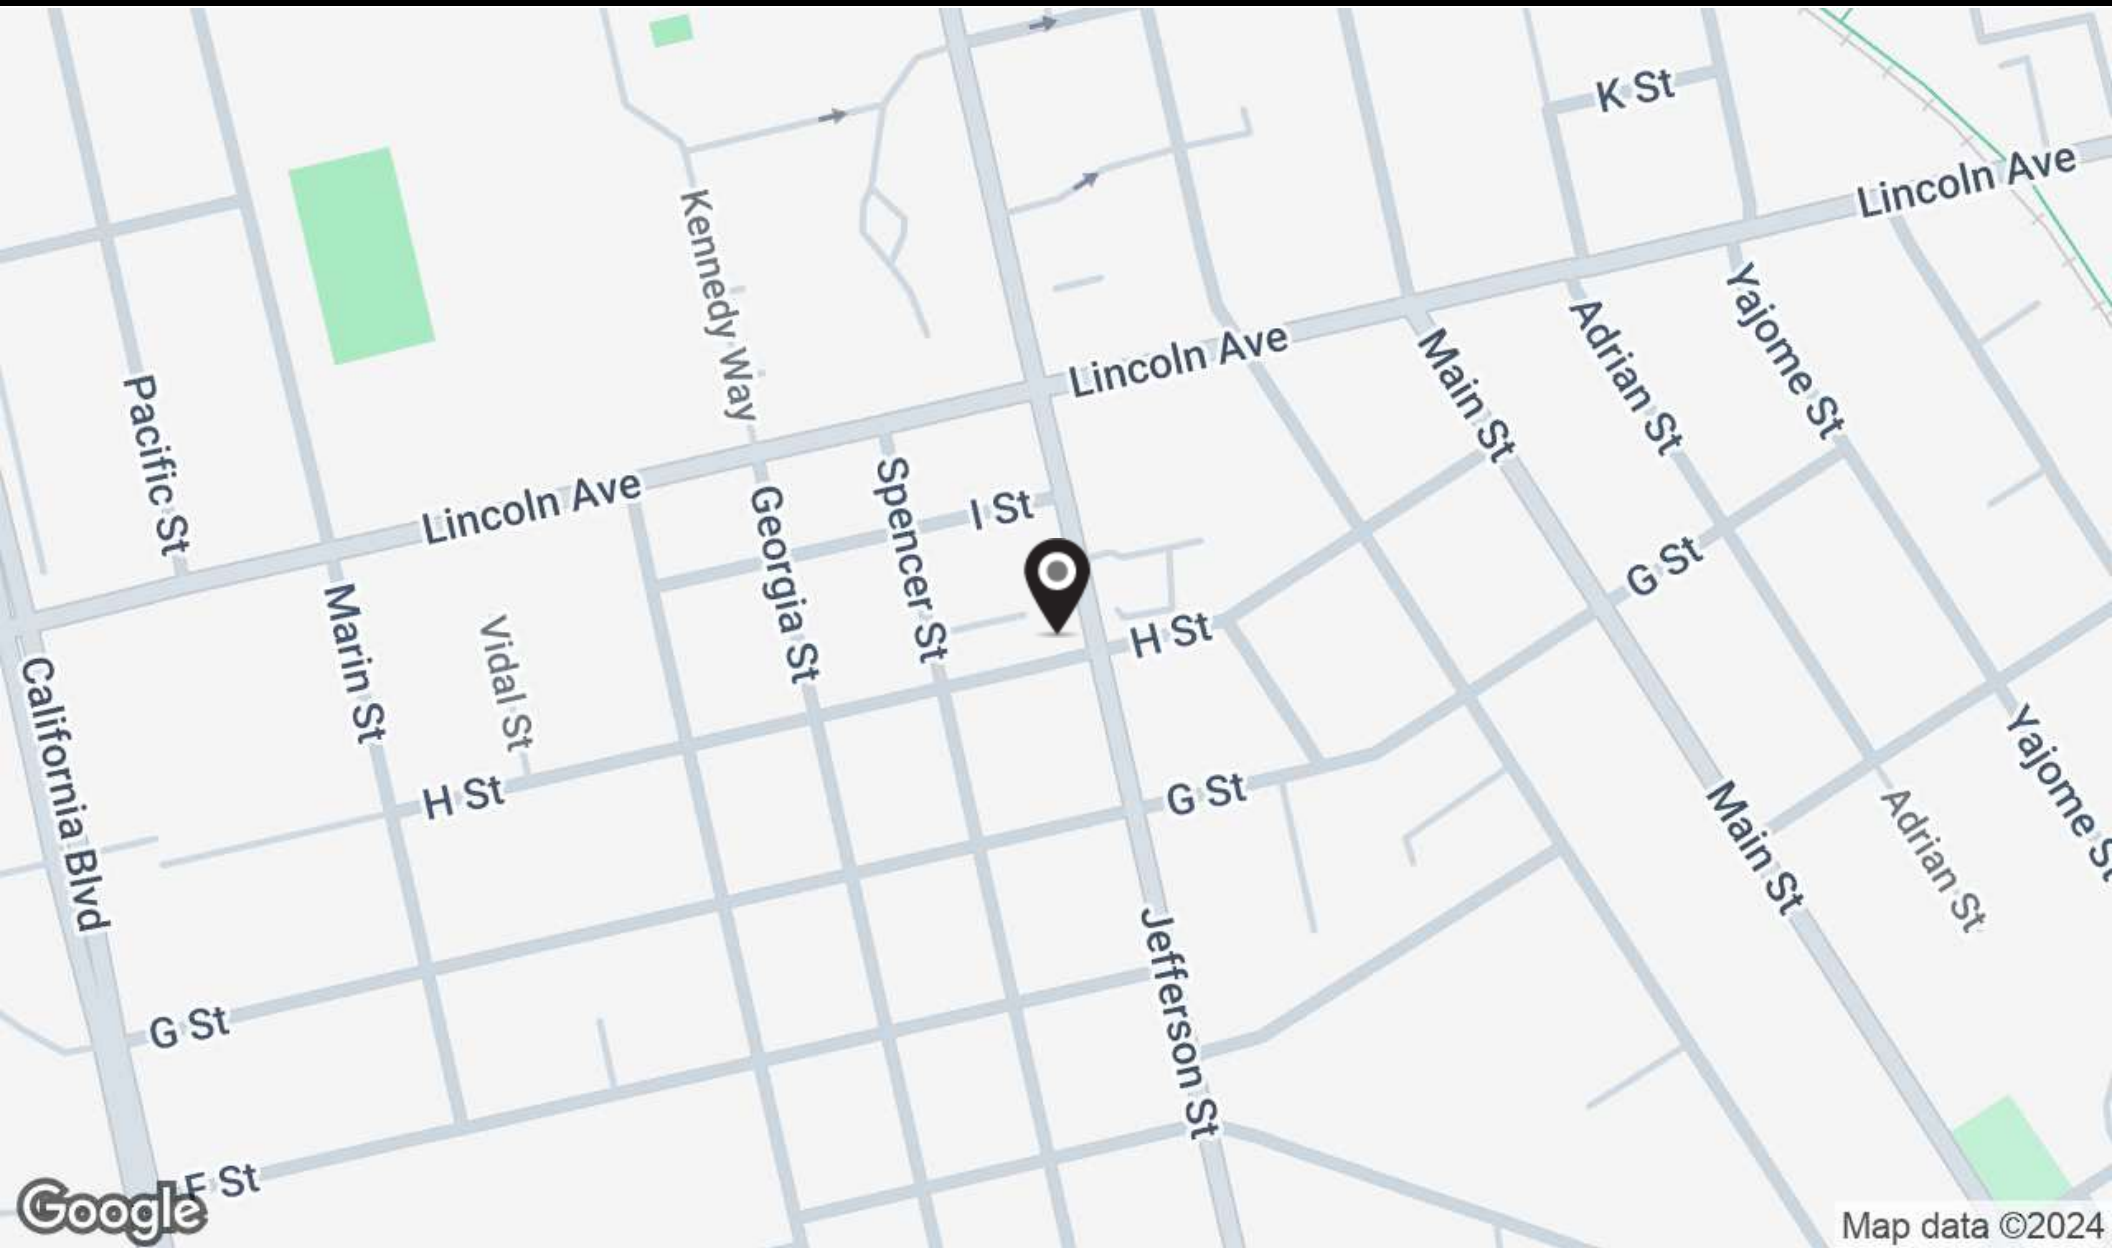 K St
Lincoln Ave
Kennedy Way
Yajome St
Adrian St
Main St
Lincoln Ave
Pacific St
Lincoln Ave
Georgia St
Spencer St
I St
G St
Marin St
Vidal St
H St
California Blvd
H St
G St
Main St
Adrian St
Yajome St
Jefferson St
G St
F St
Google
Map data ©2024